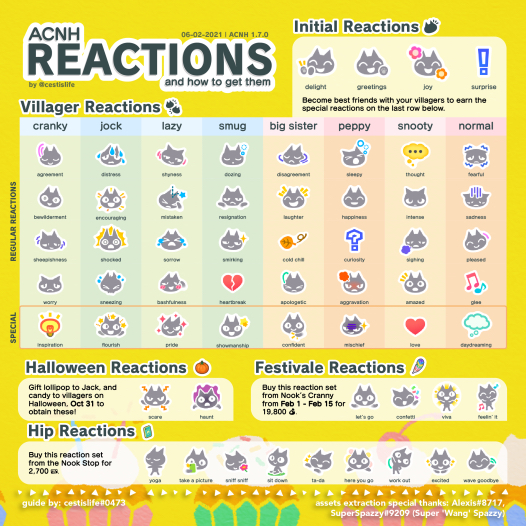 ACNH
06-02-2021 | ACNH 1.7.0
REACTIONS
and how to get them
by @cestislife
Initial Reactions
delight greetings joy surprise
Become best friends with your villagers to earn the
special reactions on the last row below.
Villager Reactions
cranky jock lazy smug big sister peppy snooty normal
REGULAR REACTIONS
agreement distress shyness dozing disagreement sleepy thought fearful
bewilderment encouraging mistaken resignation laughter happiness intense sadness
sheepishness shocked sorrow smirking cold chill curiosity sighing pleased
worry sneezing bashfulness heartbreak apologetic aggravation amazed glee
SPECIAL
inspiration flourish pride showmanship confident mischief love daydreaming
Halloween Reactions
Gift lollipop to Jack, and
candy to villagers on
Halloween, Oct 31 to
obtain these!
scare haunt
Festivale Reactions
Buy this reaction set
from Nook's Cranny
from Feb 1 - Feb 15 for
19,800
let's go confetti viva feelin' it
Hip Reactions
Buy this reaction set
from the Nook Stop for
2,700
yoga take a picture sniff sniff sit down ta-da here you go work out excited wave goodbye
guide by: cestislife#0473
assets extraction special thanks: Alexis#8717,
SuperSpazzy#9209 (Super 'Wang' Spazzy)